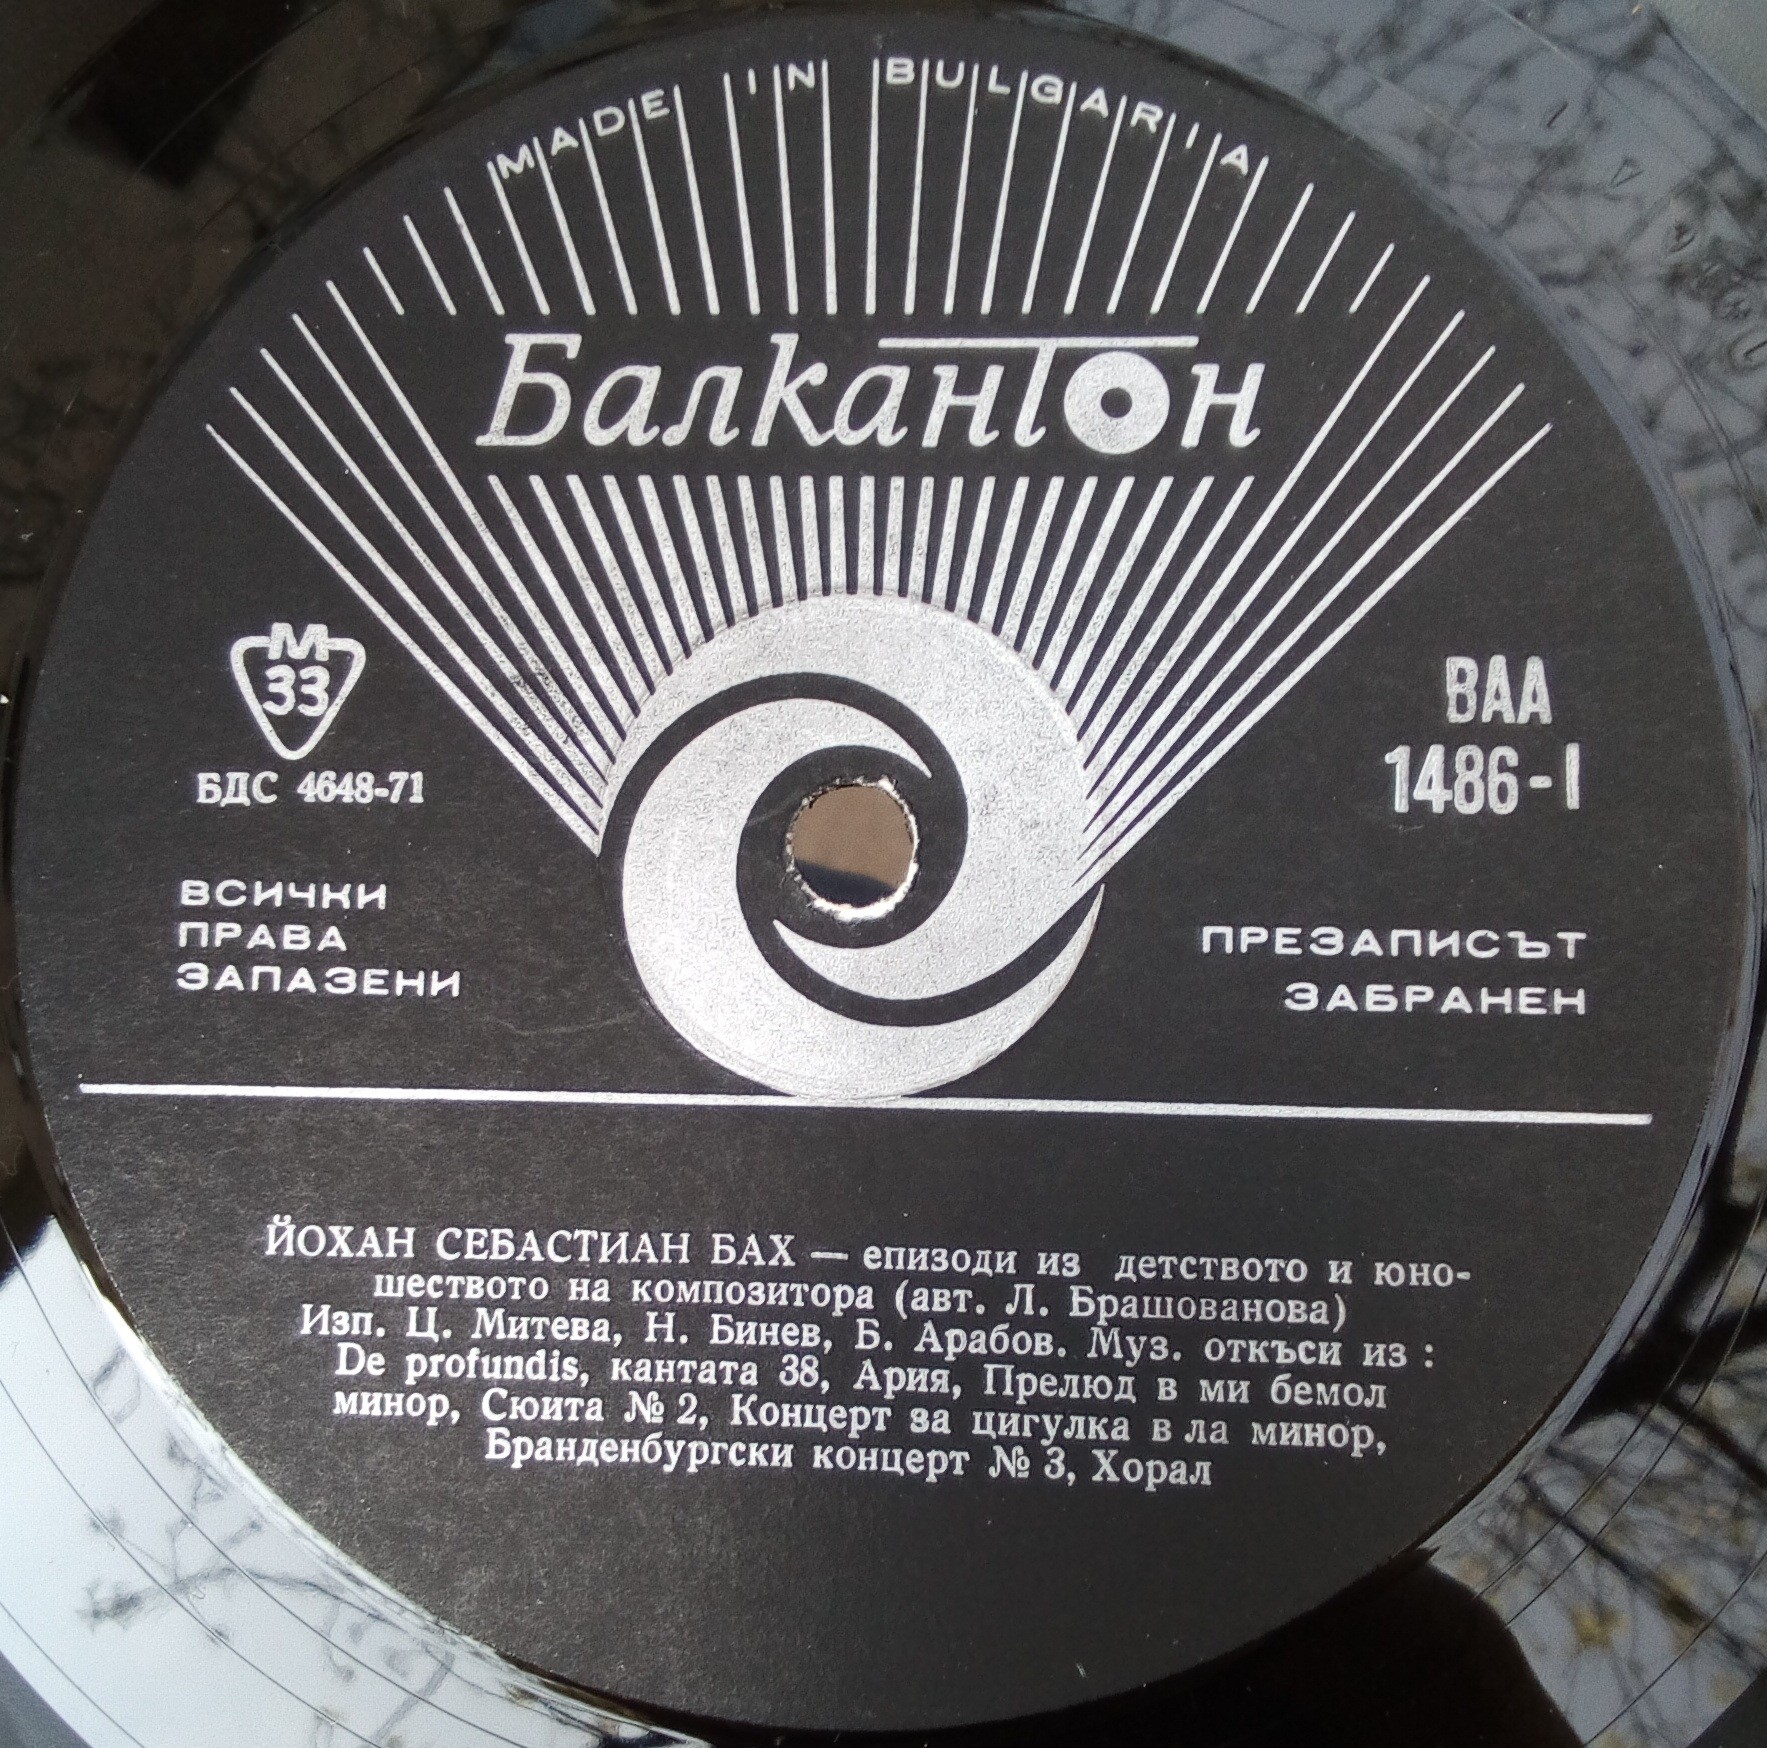 MADE IN BULGARIA
Балкантон
М
33
БДС 4648-71
ВАА
1486-I
ВСИЧКИ
ПРАВА
ЗАПАЗЕНИ
ПРЕЗАПИСЪТ
ЗАБРАНЕН
ЙОХАН СЕБАСТИАН БАХ — епизоди из детството и юно-
шеството на композитора (авт. Л. Брашованова)
Изп. Ц. Митева, Н. Бинев, Б. Арабов. Муз. откъси из :
De profundis, кантата 38, Ария, Прелюд в ми бемол
минор, Сюита № 2, Концерт за цигулка в ла минор,
Бранденбургски концерт № 3, Хорал